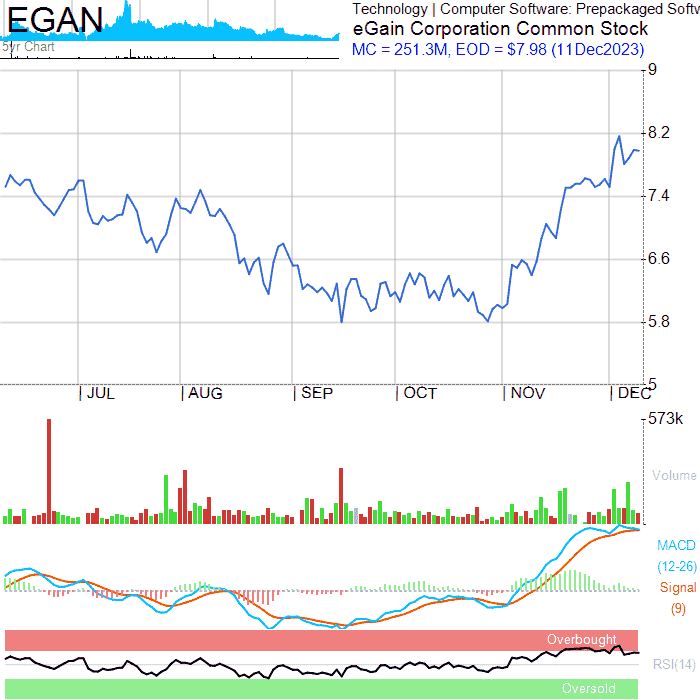 EGAN
5yr Chart
Technology | Computer Software: Prepackaged Softw
eGain Corporation Common Stock
MC = 251.3M, EOD = $7.98 (11Dec2023)
9
8.2
7.4
6.6
5.8
5
JUL AUG SEP OCT NOV DEC
573k
Volume
MACD
(12-26)
Signal
(9)
Overbought
RSI(14)
Oversold